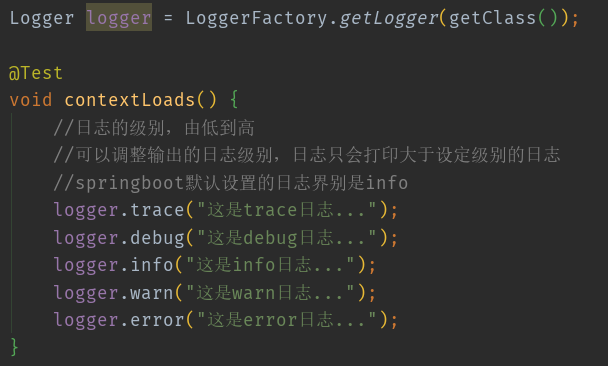 Logger logger = LoggerFactory.getLogger(getClass());
@Test
void contextLoads() {
//日志的级别，由低到高
//可以调整输出的日志级别，日志只会打印大于设定级别的日志
//springboot默认设置的日志界别是info
logger.trace("这是trace日志...");
logger.debug("这是debug日志...");
logger.info("这是info日志...");
logger.warn("这是warn日志...");
logger.error("这是error日志...");
}